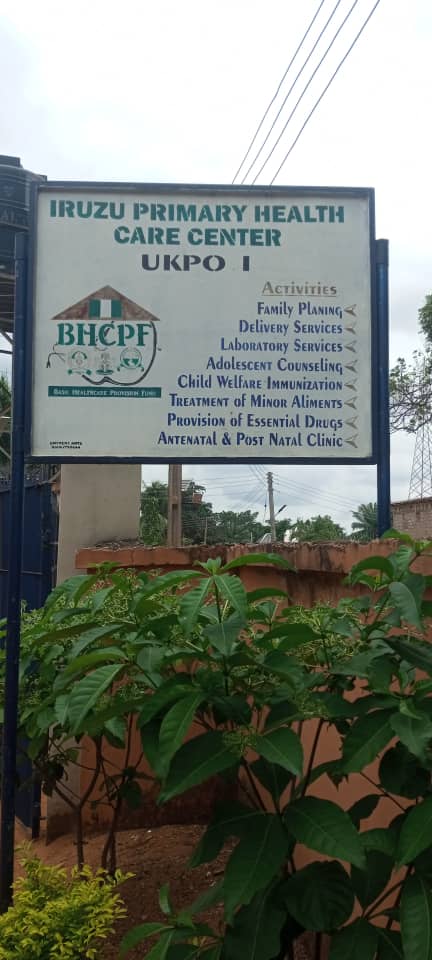 IRUZU PRIMARY HEALTH
CARE CENTER
UKPO I
ACTIVITIES
Family Planing
Delivery Services
Laboratory Services
Adolescent Counseling
Child Welfare Immunization
Treatment of Minor Aliments
Provision of Essential Drugs
Antenatal & Post Natal Clinic
BHCPF
BASIC HEALTHCARE PROVISION FUND